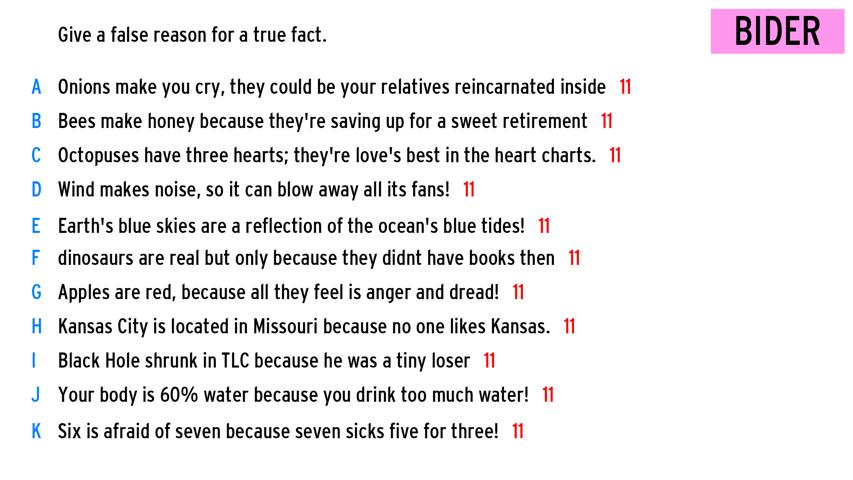 Give a false reason for a true fact.
BIDER
A Onions make you cry, they could be your relatives reincarnated inside 11
B Bees make honey because they're saving up for a sweet retirement 11
C Octopuses have three hearts; they're love's best in the heart charts. 11
D Wind makes noise, so it can blow away all its fans! 11
E Earth's blue skies are a reflection of the ocean's blue tides! 11
F dinosaurs are real but only because they didnt have books then 11
G Apples are red, because all they feel is anger and dread! 11
H Kansas City is located in Missouri because no one likes Kansas. 11
I Black Hole shrunk in TLC because he was a tiny loser 11
J Your body is 60% water because you drink too much water! 11
K Six is afraid of seven because seven sicks five for three! 11